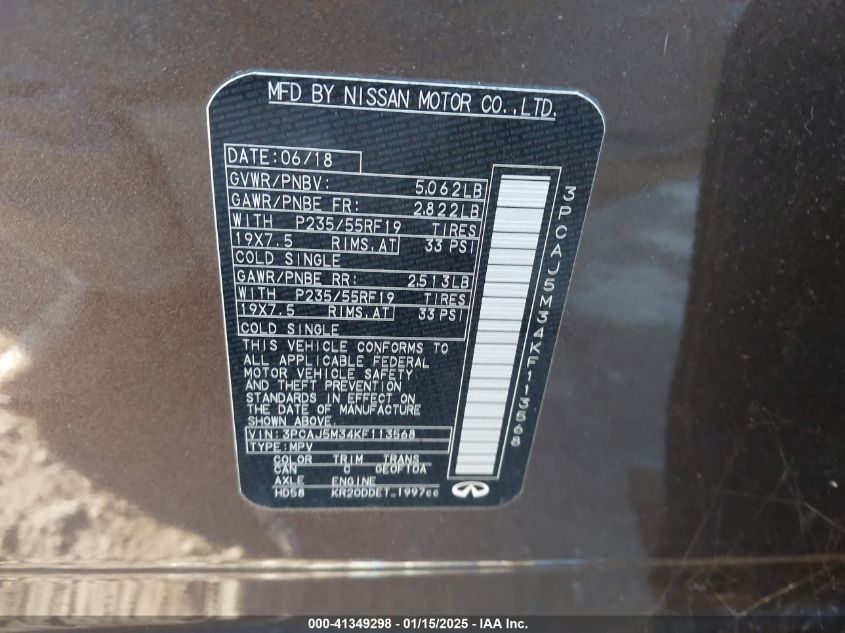 MFD BY NISSAN MOTOR CO.,LTD.
DATE:06/18
GVWR/PNBV: 5.062LB
GAWR/PNBE FR: 2.822LB
WITH P235/55RF19 TIRES
19X7.5 RIMS,AT 33 PSI
COLD SINGLE
GAWR/PNBE RR: 2.513LB
WITH P235/55RF19 TIRES
19X7.5 RIMS,AT 33 PSI
COLD SINGLE
THIS VEHICLE CONFORMS TO
ALL APPLICABLE FEDERAL
MOTOR VEHICLE SAFETY
AND THEFT PREVENTION
STANDARDS IN EFFECT ON
THE DATE OF MANUFACTURE
SHOWN ABOVE.
VIN: 3PCAJ5M34KF113568
TYPE:MPV
COLOR TRIM TRANS
CAN C GEOF10A
AXLE ENGINE
HD58 KR20DDET_1997cc
3PCAJ5M34KF113568
000-41349298 - 01/15/2025 - IAA Inc.